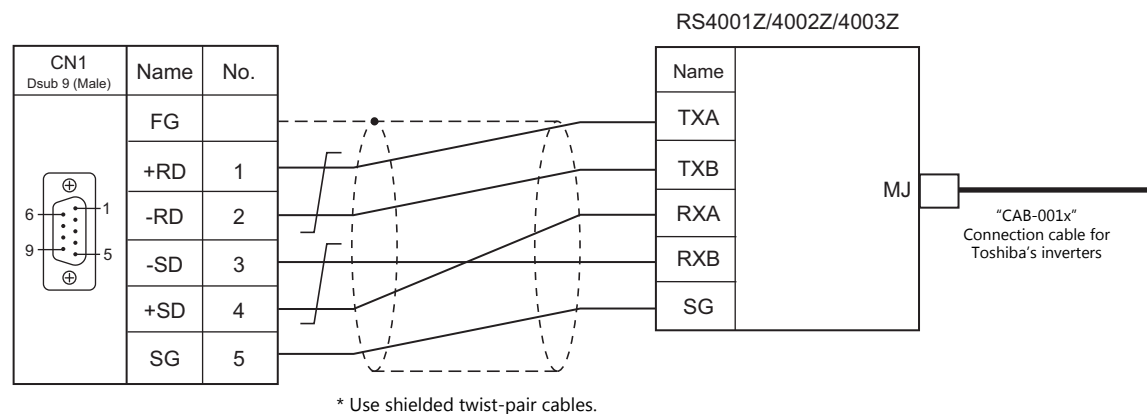 RS4001Z/4002Z/4003Z
CN1
Dsub 9 (Male)
Name No.
FG
+RD 1
-RD 2
-SD 3
+SD 4
SG 5
6
1
9
5
Name
TXA
TXB
RXA
RXB
SG
MJ
“CAB-001x”
Connection cable for
Toshiba’s inverters
* Use shielded twist-pair cables.